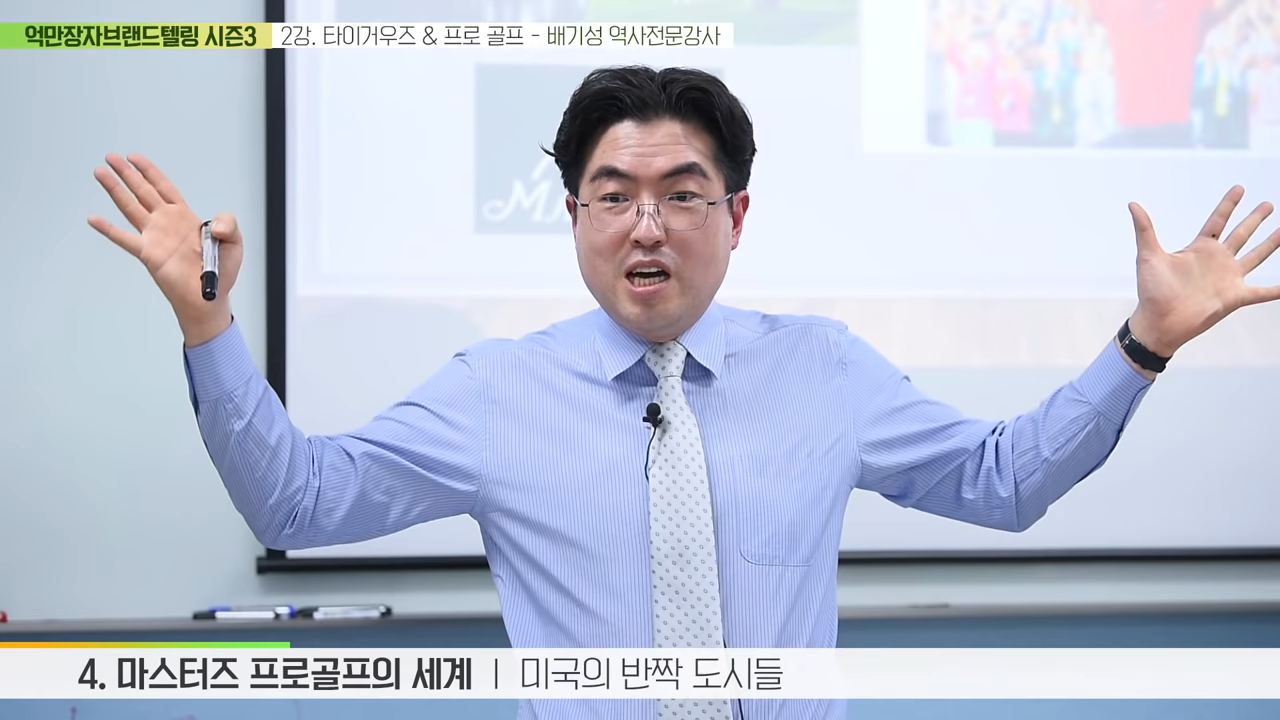 억만장자브랜드텔링 시즌3 2강. 타이거우즈 & 프로 골프 - 배기성 역사전문강사
4. 마스터즈 프로골프의 세계 | 미국의 반짝 도시들